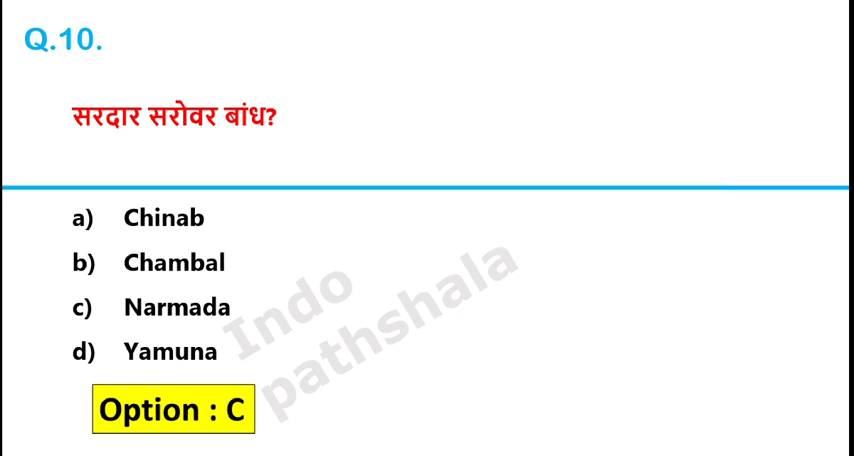 Q.10.
सरदार सरोवर बांध?
a) Chinab
b) Chambal
c) Narmada
d) Yamuna
Option : C
Indo
pathshala